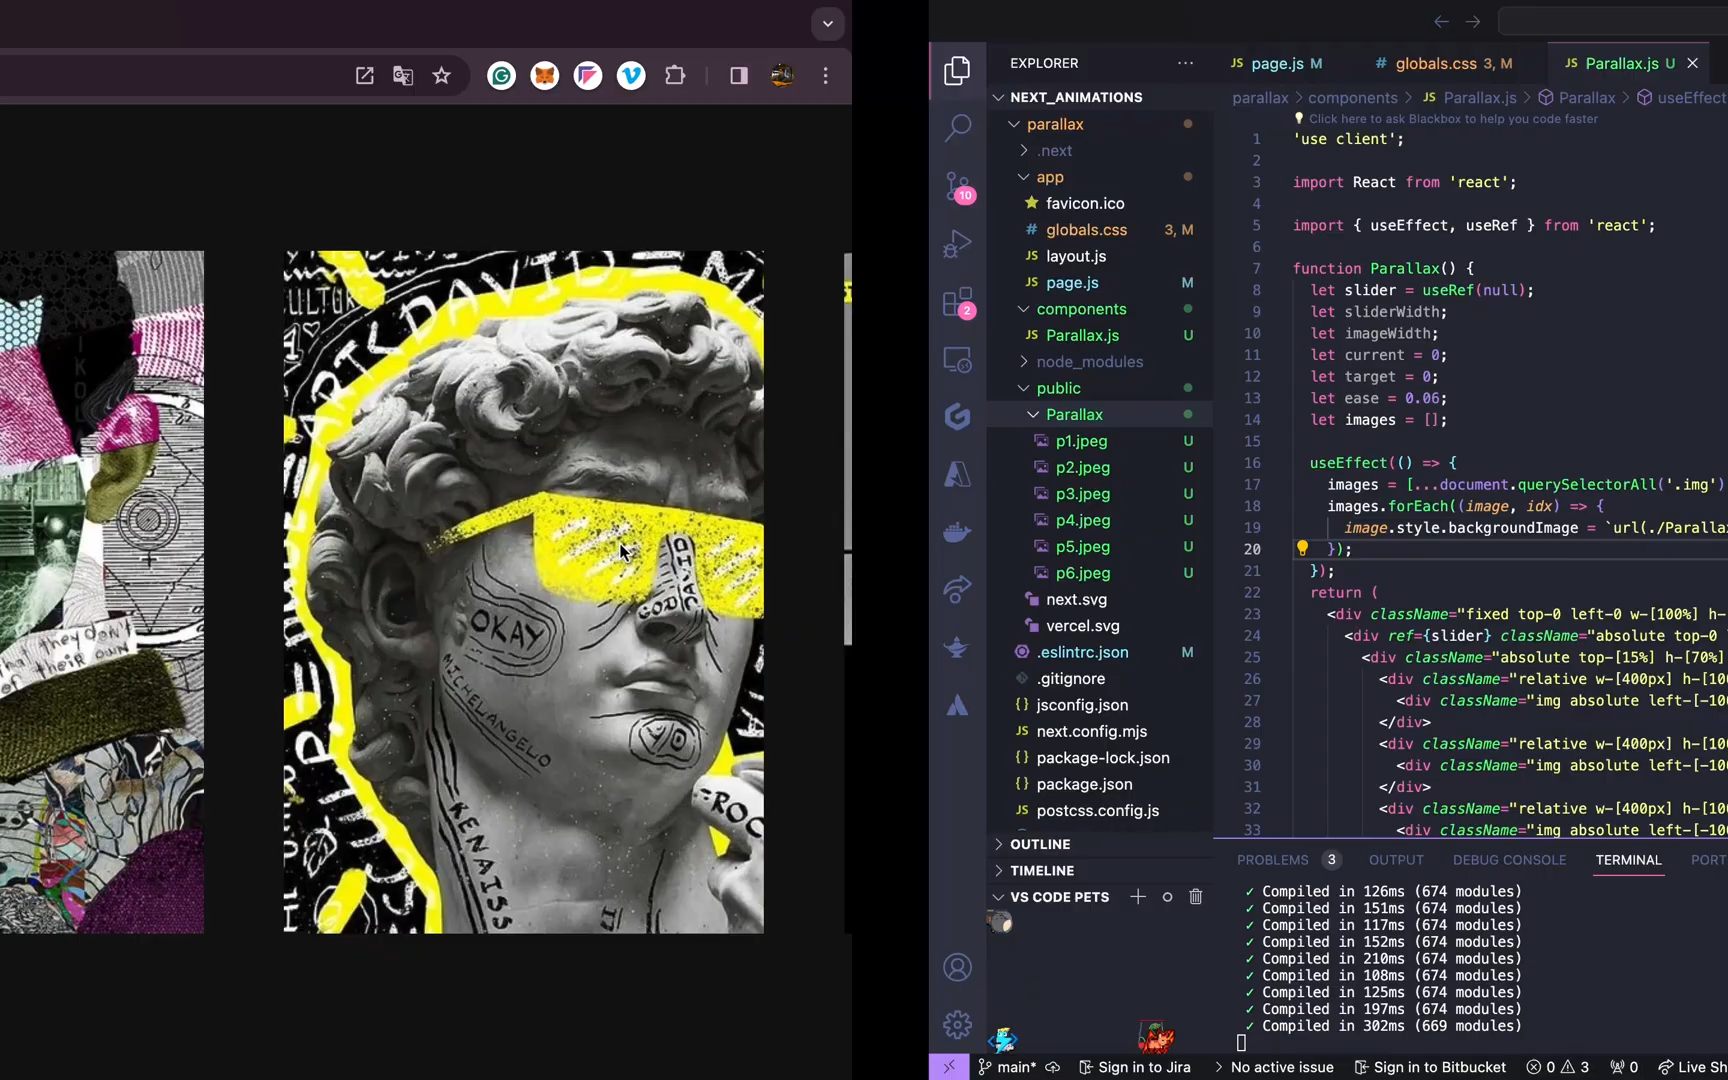 OKAY
MICHELANGELO
RENAISS
DAVID
EXPLORER
NEXT_ANIMATIONS
parallax
.next
app
favicon.ico
globals.css 3, M
layout.js
page.js M
components
Parallax.js U
node_modules
public
Parallax
p1.jpeg U
p2.jpeg U
p3.jpeg U
p4.jpeg U
p5.jpeg U
p6.jpeg U
next.svg
vercel.svg
.eslintrc.json M
.gitignore
jsconfig.json
next.config.mjs
package-lock.json
package.json
postcss.config.js
OUTLINE
TIMELINE
VS CODE PETS
10
2
JS page.js M # globals.css 3, M JS Parallax.js U
parallax > components > JS Parallax.js > Parallax > useEffect
Click here to ask Blackbox to help you code faster
1 'use client';
2
3 import React from 'react';
4
5 import { useEffect, useRef } from 'react';
6
7 function Parallax() {
8 let slider = useRef(null);
9 let sliderWidth;
10 let imageWidth;
11 let current = 0;
12 let target = 0;
13 let ease = 0.06;
14 let images = [];
15
16 useEffect(() => {
17 images = [...document.querySelectorAll('.img')
18 images.forEach((image, idx) => {
19 image.style.backgroundImage = `url(./Paralla
20 });
21 });
22 return (
23 <div className="fixed top-0 left-0 w-[100%] h-
24 <div ref={slider} className="absolute top-0
25 <div className="absolute top-[15%] h-[70%]
26 <div className="relative w-[400px] h-[100
27 <div className="img absolute left-[-100
28 </div>
29 <div className="relative w-[400px] h-[100
30 <div className="img absolute left-[-100
31 </div>
32 <div className="relative w-[400px] h-[100
33 <div className="img absolute left-[-100
PROBLEMS 3 OUTPUT DEBUG CONSOLE TERMINAL PORT
✓ Compiled in 126ms (674 modules)
✓ Compiled in 151ms (674 modules)
✓ Compiled in 117ms (674 modules)
✓ Compiled in 152ms (674 modules)
✓ Compiled in 210ms (674 modules)
✓ Compiled in 108ms (674 modules)
✓ Compiled in 125ms (674 modules)
✓ Compiled in 197ms (674 modules)
✓ Compiled in 302ms (669 modules)
main* Sign in to Jira > No active issue Sign in to Bitbucket 0 3 0 Live Sh